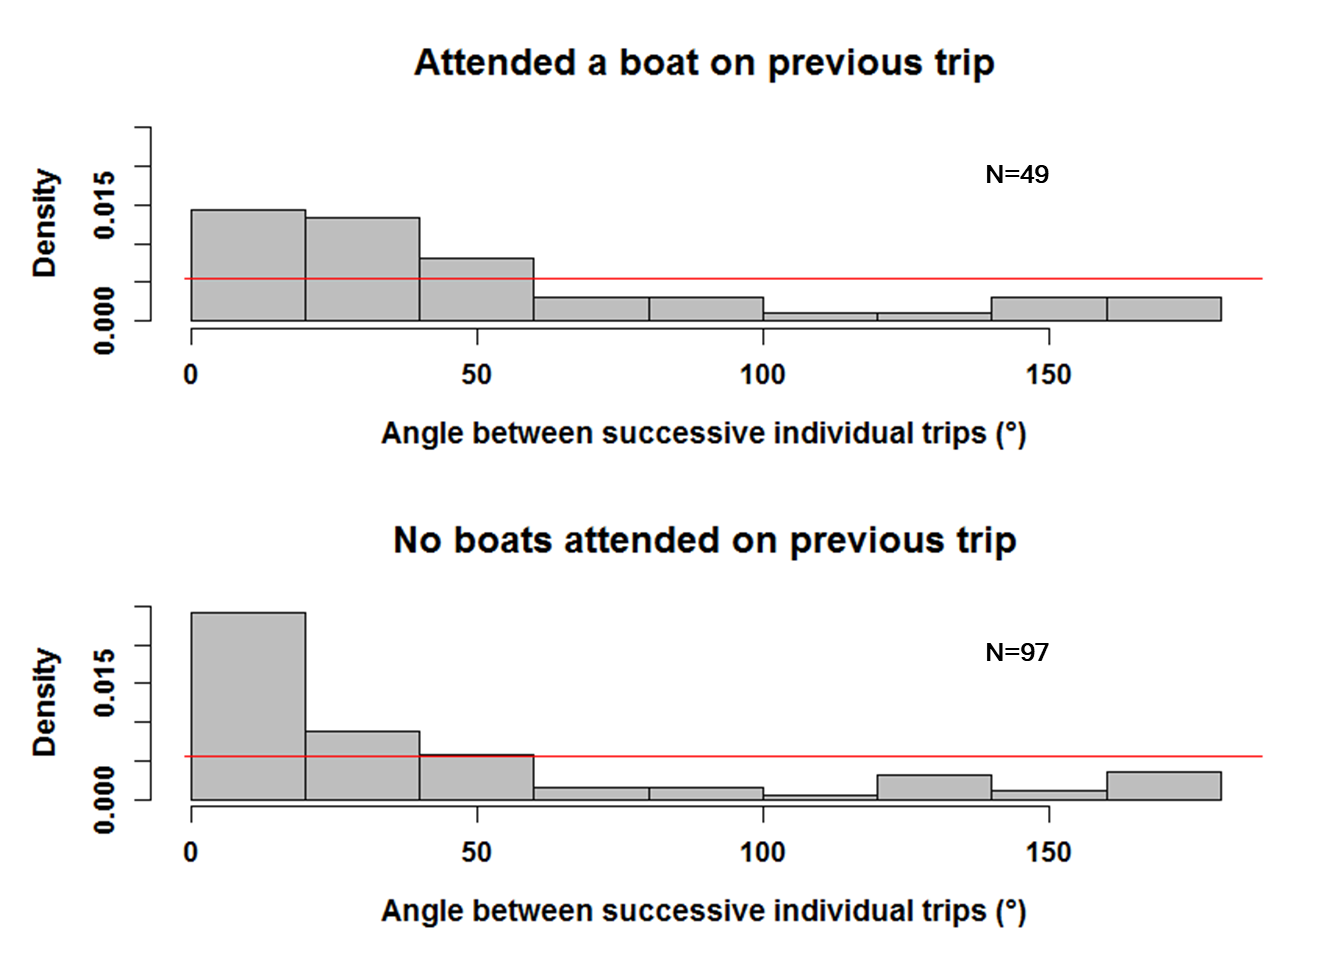 Attended a boat on previous trip
N=49
Density
0.015
0.000
0 50 100 150
Angle between successive individual trips (°)
No boats attended on previous trip
N=97
Density
0.015
0.000
0 50 100 150
Angle between successive individual trips (°)